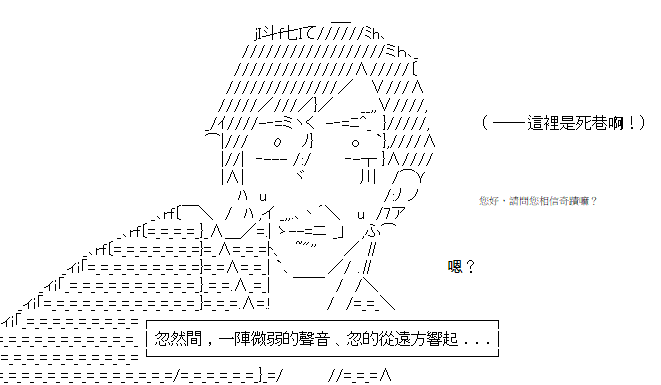 （——這裡是死巷啊！）
您好，請問您相信奇蹟嘛？
嗯？
忽然間，一陣微弱的聲音、忽的從遠方響起...